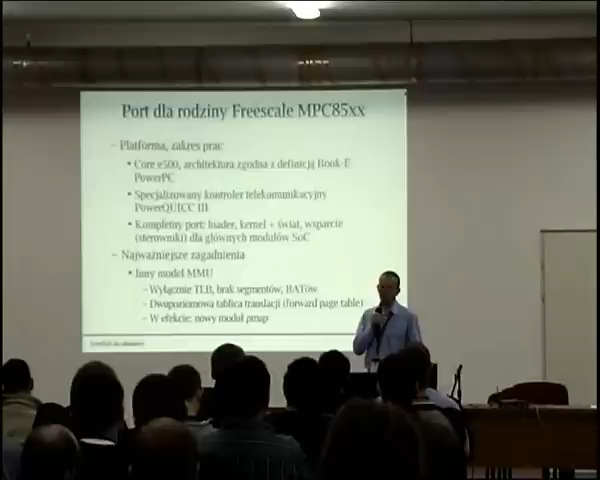 Port dla rodziny Freescale MPC85xx
– Platforma, zakres prac
• Core e500, architektura zgodna z definicją Book-E
PowerPC
• Specjalizowany kontroler telekomunikacyjny
PowerQUICC III
• Kompletny port: loader, kernel + świat, wsparcie
(sterowniki) dla głównych modułów SoC
– Najważniejsze zagadnienia
• Inny model MMU
– Wyłącznie TLB, brak segmentów, BATów
– Dwupoziomowa tablica translacji (forward page table)
– W efekcie: nowy moduł pmap